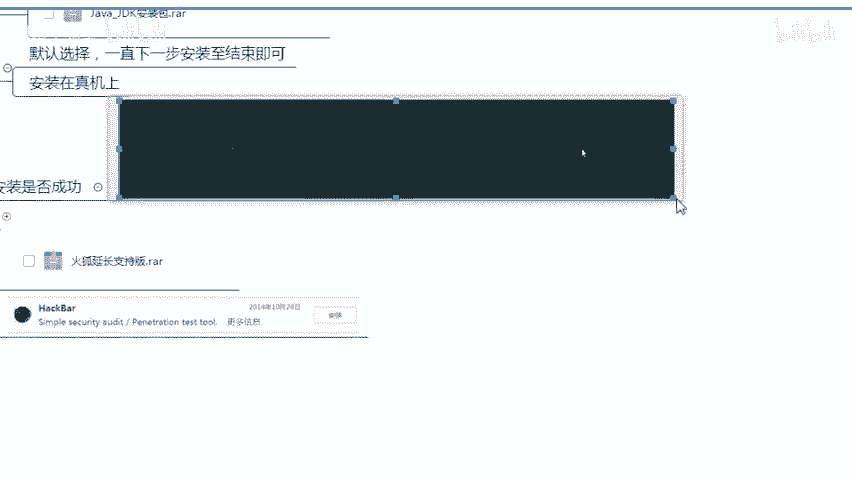 Java_JDK安装包.rar
默认选择，一直下一步安装至结束即可
安装在真机上
安装是否成功
火狐延长支持版.rar
HackBar
2014年10月24日
Simple security audit / Penetration test tool. 更多信息
安装
bilibili